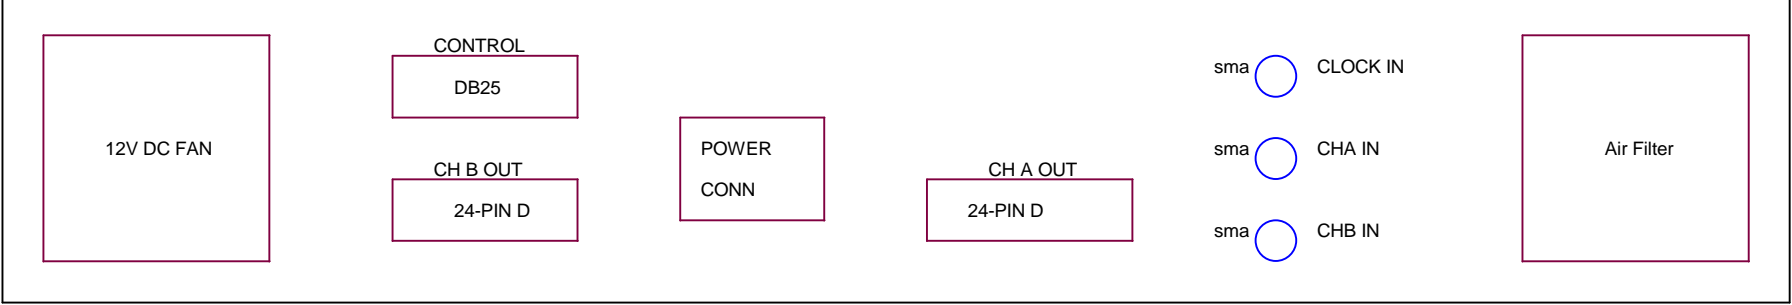 12V DC FAN
CONTROL
DB25
CH B OUT
24-PIN D
POWER
CONN
CH A OUT
24-PIN D
sma CLOCK IN
sma CHA IN
sma CHB IN
Air Filter